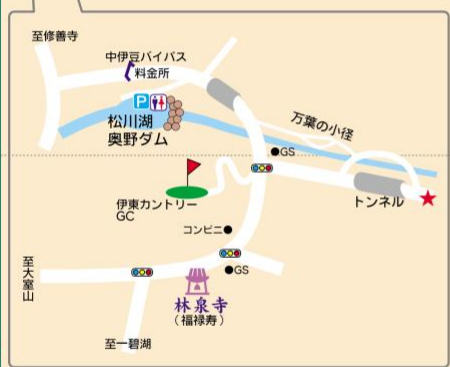 至修善寺
中伊豆バイパス
料金所
P
松川湖
奥野ダム
万葉の小径
GS
伊東カントリー
GC
トンネル
コンビニ
GS
至大室山
林泉寺
（福禄寿）
至一碧湖